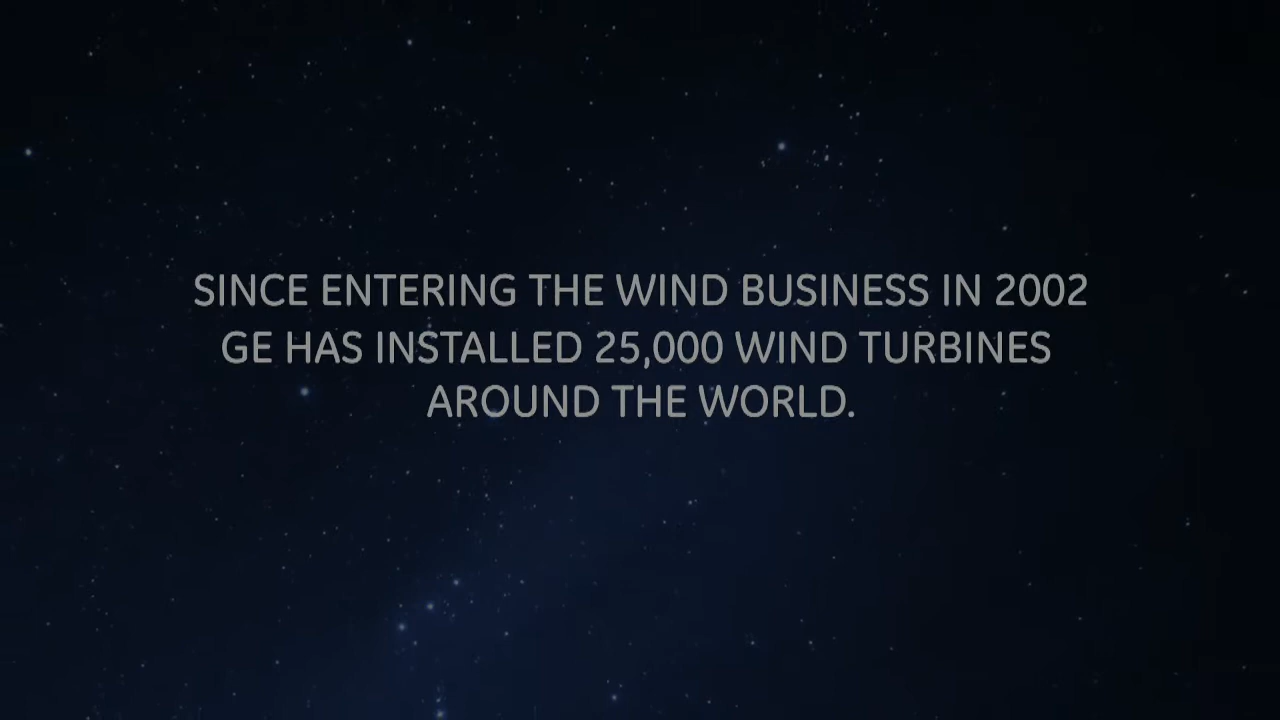 SINCE ENTERING THE WIND BUSINESS IN 2002
GE HAS INSTALLED 25,000 WIND TURBINES
AROUND THE WORLD.